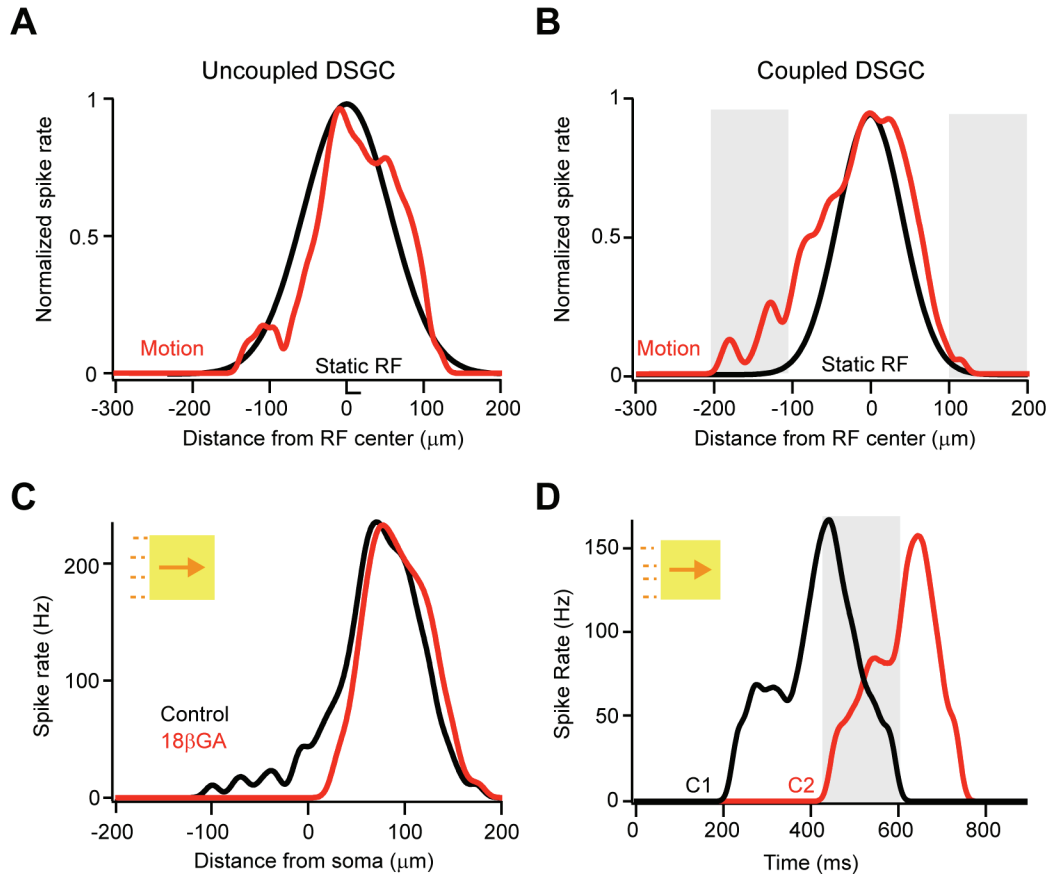 A
Uncoupled DSGC
Normalized spike rate
1
0.5
0
Motion
Static RF
-300 -200 -100 0 100 200
Distance from RF center (μm)
B
Coupled DSGC
Normalized spike rate
1
0.5
0
Motion
Static RF
-300 -200 -100 0 100 200
Distance from RF center (μm)
C
Spike rate (Hz)
200
100
0
Control
18βGA
-200 -100 0 100 200
Distance from soma (μm)
D
Spike Rate (Hz)
150
100
50
0
C1 C2
0 200 400 600 800
Time (ms)